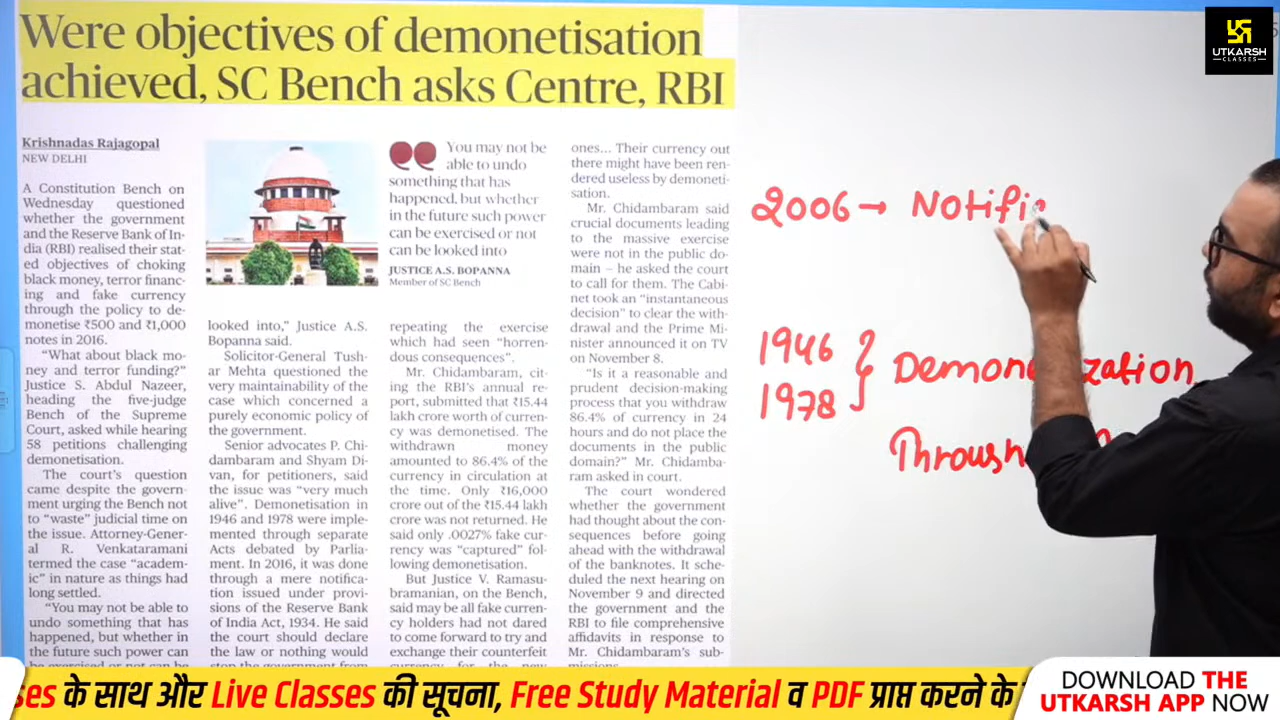 Were objectives of demonetisation
achieved, SC Bench asks Centre, RBI
Krishnadas Rajagopal
NEW DELHI
A Constitution Bench on
Wednesday questioned
whether the government
and the Reserve Bank of In-
dia (RBI) realised their stat-
ed objectives of choking
black money, terror financ-
ing and fake currency
through the policy to de-
monetise ₹500 and ₹1,000
notes in 2016.
“What about black mo-
ney and terror funding?”
Justice S. Abdul Nazeer,
heading the five-judge
Bench of the Supreme
Court, asked while hearing
58 petitions challenging
demonetisation.
The court's question
came despite the govern-
ment urging the Bench not
to “waste” judicial time on
the issue. Attorney-Gener-
al R. Venkataramani
termed the case “academ-
ic” in nature as things had
long settled.
“You may not be able to
undo something that has
happened, but whether in
the future such power can
be exercised or not can be
looked into,” Justice A.S.
Bopanna said.
Solicitor-General Tush-
Mehta questioned the
very maintainability of the
case which concerned a
purely economic policy of
the government.
Senior advocates P. Chi-
dambaram and Shyam Di-
van, for petitioners, said
the issue was “very much
alive”. Demonetisation in
1946 and 1978 were imple-
mented through separate
Acts debated by Parlia-
ment. In 2016, it was done
through a mere notifica-
tion issued under provi-
sions of the Reserve Bank
of India Act, 1934. He said
the court should declare
the law or nothing would
stop the government from
You may not be
able to undo
something that has
happened, but whether
in the future such power
can be exercised or not
can be looked into
JUSTICE A.S. BOPANNA
Member of SC Bench
repeating the exercise
which had seen “horren-
dous consequences”.
Mr. Chidambaram, cit-
ing the RBI's annual re-
port, submitted that ₹15.44
lakh crore worth of curren-
cy was demonetised. The
withdrawn money
amounted to 86.4% of the
currency in circulation at
the time. Only ₹16,000
crore out of the ₹15.44 lakh
crore was not returned. He
said only .0027% fake cur-
rency was “captured” fol-
lowing demonetisation.
But Justice V. Ramasu-
bramanian, on the Bench,
said may be all fake curren-
cy holders had not dared
to come forward to try and
exchange their counterfeit
currency for the new
ones... Their currency out
there might have been ren-
dered useless by demoneti-
sation.
Mr. Chidambaram said
crucial documents leading
to the massive exercise
were not in the public do-
main – he asked the court
to call for them. The Cabi-
net took an “instantaneous
decision” to clear the with-
drawal and the Prime Mi-
nister announced it on TV
on November 8.
“Is it a reasonable and
prudent decision-making
process that you withdraw
86.4% of currency in 24
hours and do not place the
documents in the public
domain?” Mr. Chidamba-
ram asked in court.
The court wondered
whether the government
had thought about the con-
sequences before going
ahead with the withdrawal
of the banknotes. It sche-
duled the next hearing on
November 9 and directed
the government and the
RBI to file comprehensive
affidavits in response to
Mr. Chidambaram's sub-
missions.
2006 → Notific
1946
1978 } Demonetization
Through
UTKARSH
CLASSES
ses के साथ और Live Classes की सूचना, Free Study Material व PDF प्राप्त करने के
DOWNLOAD THE
UTKARSH APP NOW